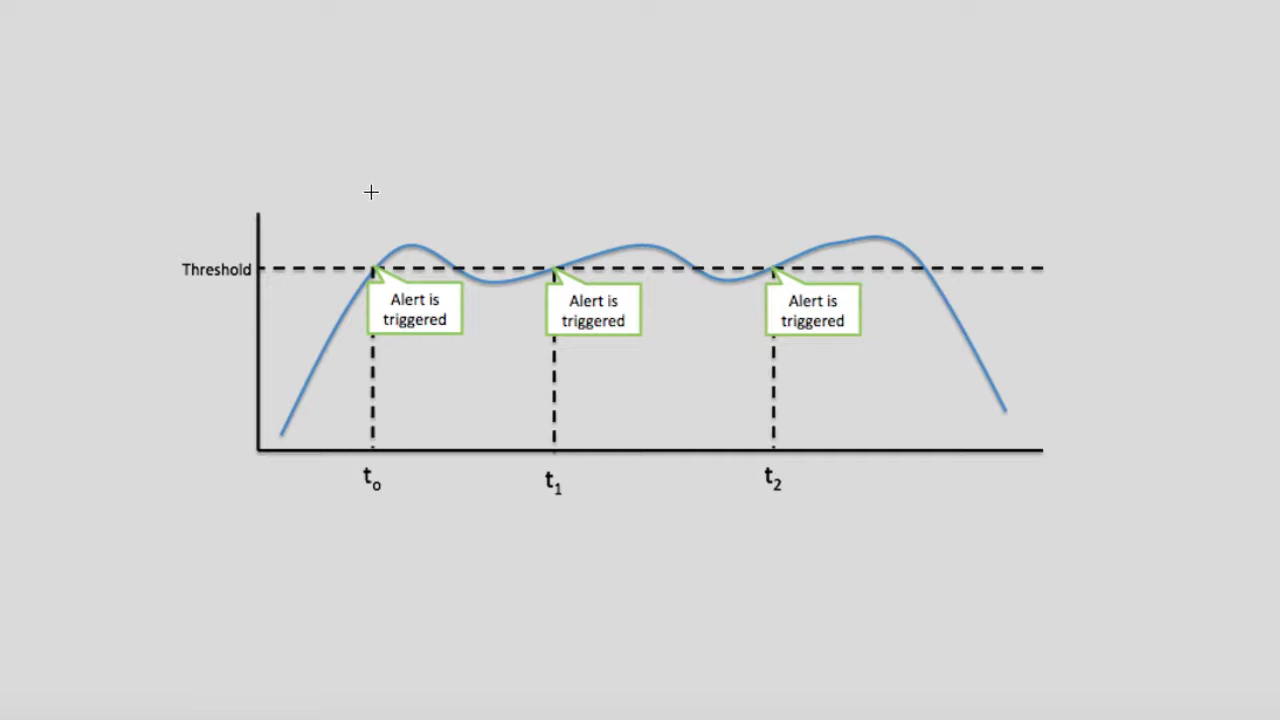 Threshold
Alert is
triggered
Alert is
triggered
Alert is
triggered
to
t1
t2